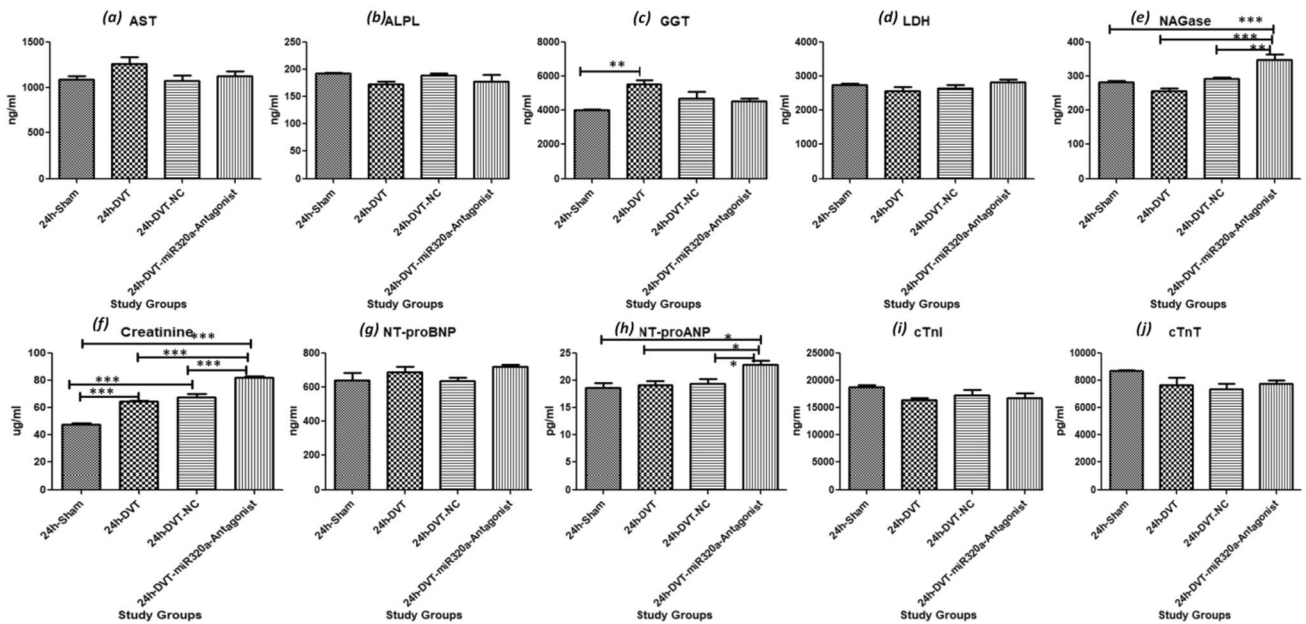 (a) AST
1500
1000
500
0
ng/ml
24h-Sham
24h-DVT
24h-DVT-NC
24h-DVT-miR320a-Antagonist
Study Groups
(b) ALPL
250
200
150
100
50
0
ng/ml
24h-Sham
24h-DVT
24h-DVT-NC
24h-DVT-miR320a-Antagonist
Study Groups
(c) GGT
8000
6000
4000
2000
0
ng/ml
**
24h-Sham
24h-DVT
24h-DVT-NC
24h-DVT-miR320a-Antagonist
Study Groups
(d) LDH
4000
3000
2000
1000
0
ng/ml
24h-Sham
24h-DVT
24h-DVT-NC
24h-DVT-miR320a-Antagonist
Study Groups
(e) NAGase
***
***
**
400
300
200
100
0
ng/ml
24h-Sham
24h-DVT
24h-DVT-NC
24h-DVT-miR320a-Antagonist
Study Groups
(f) Creatinine
***
***
***
***
***
100
80
60
40
20
0
ug/ml
24h-Sham
24h-DVT
24h-DVT-NC
24h-DVT-miR320a-Antagonist
Study Groups
(g) NT-proBNP
800
600
400
200
0
ng/ml
24h-Sham
24h-DVT
24h-DVT-NC
24h-DVT-miR320a-Antagonist
Study Groups
(h) NT-proANP
*
*
*
25
20
15
10
5
0
pg/ml
24h-Sham
24h-DVT
24h-DVT-NC
24h-DVT-miR320a-Antagonist
Study Groups
(i) cTnI
25000
20000
15000
10000
5000
0
ng/ml
24h-Sham
24h-DVT
24h-DVT-NC
24h-DVT-miR320a-Antagonist
Study Groups
(j) cTnT
10000
8000
6000
4000
2000
0
pg/ml
24h-Sham
24h-DVT
24h-DVT-NC
24h-DVT-miR320a-Antagonist
Study Groups